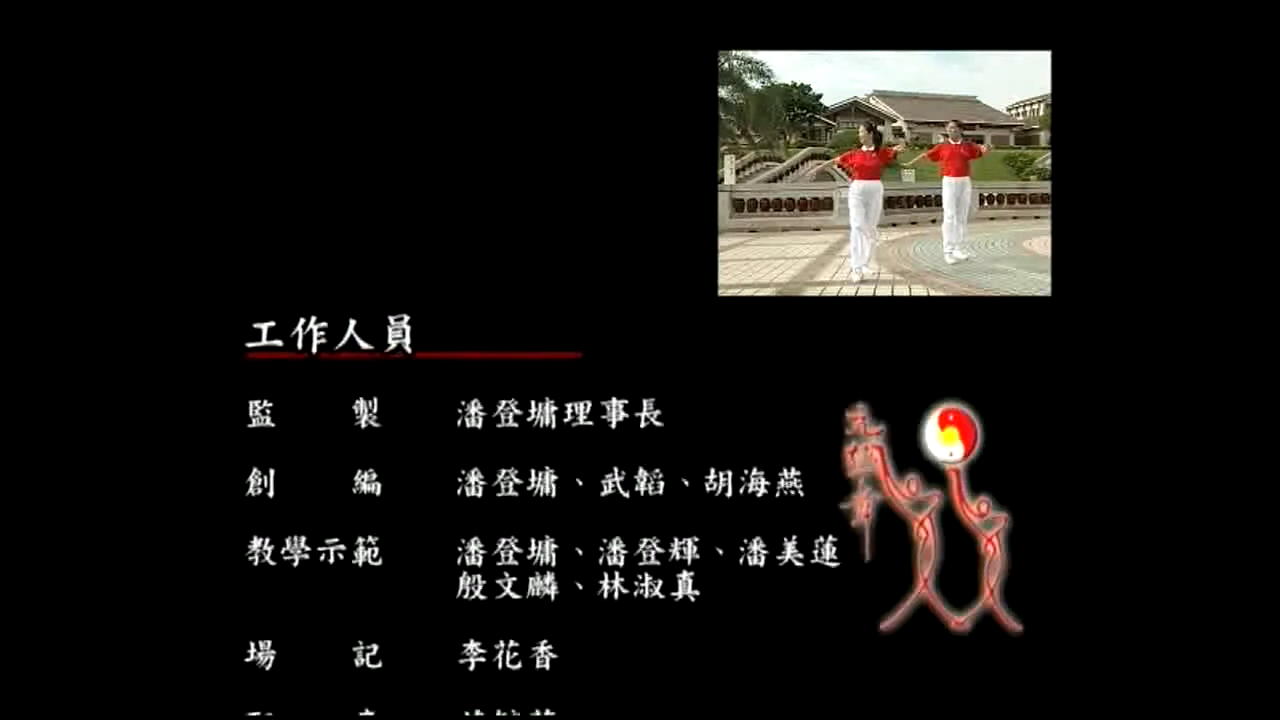 工作人員
監 製 潘登墉理事長
創 編 潘登墉、武韜、胡海燕
教學示範 潘登墉、潘登輝、潘美蓮
殷文麟、林淑真
場 記 李花香